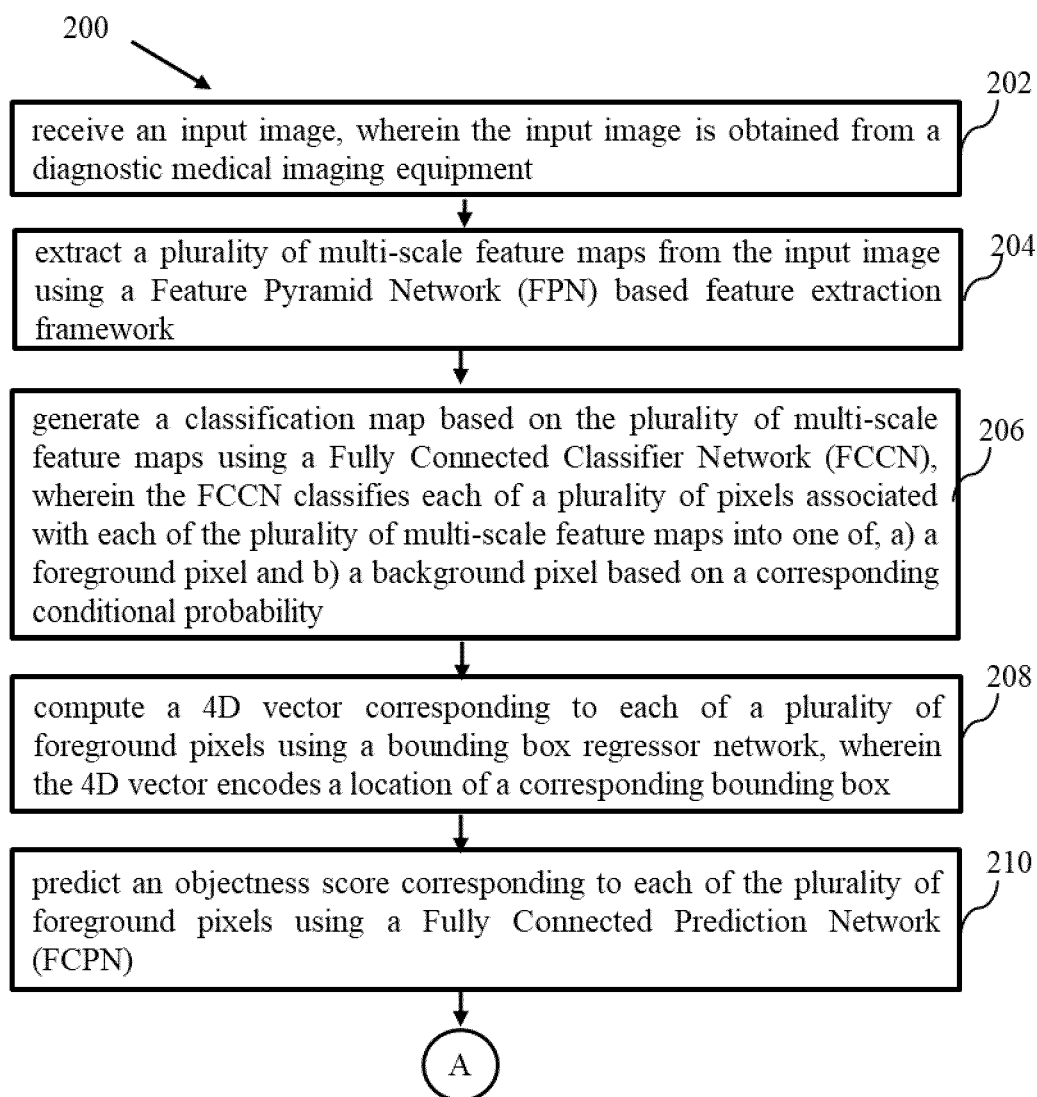 200
202
receive an input image, wherein the input image is obtained from a
diagnostic medical imaging equipment
204
extract a plurality of multi-scale feature maps from the input image
using a Feature Pyramid Network (FPN) based feature extraction
framework
206
generate a classification map based on the plurality of multi-scale
feature maps using a Fully Connected Classifier Network (FCCN),
wherein the FCCN classifies each of a plurality of pixels associated
with each of the plurality of multi-scale feature maps into one of, a) a
foreground pixel and b) a background pixel based on a corresponding
conditional probability
208
compute a 4D vector corresponding to each of a plurality of
foreground pixels using a bounding box regressor network, wherein
the 4D vector encodes a location of a corresponding bounding box
210
predict an objectness score corresponding to each of the plurality of
foreground pixels using a Fully Connected Prediction Network
(FCPN)
A